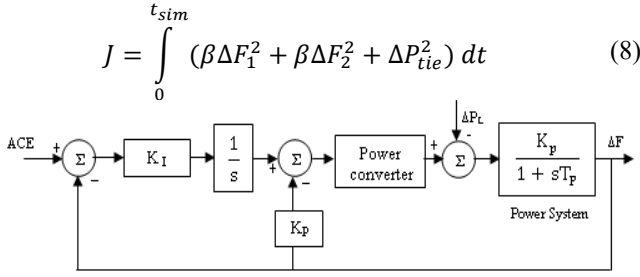 J = ∫₀^{t_sim} (βΔF₁² + βΔF₂² + ΔP²_tie) dt (8)
ACE + Σ − K_I 1/s + Σ − Power converter + Σ ΔP_L - K_p / 1 + sT_p ΔF
Power System
K_p